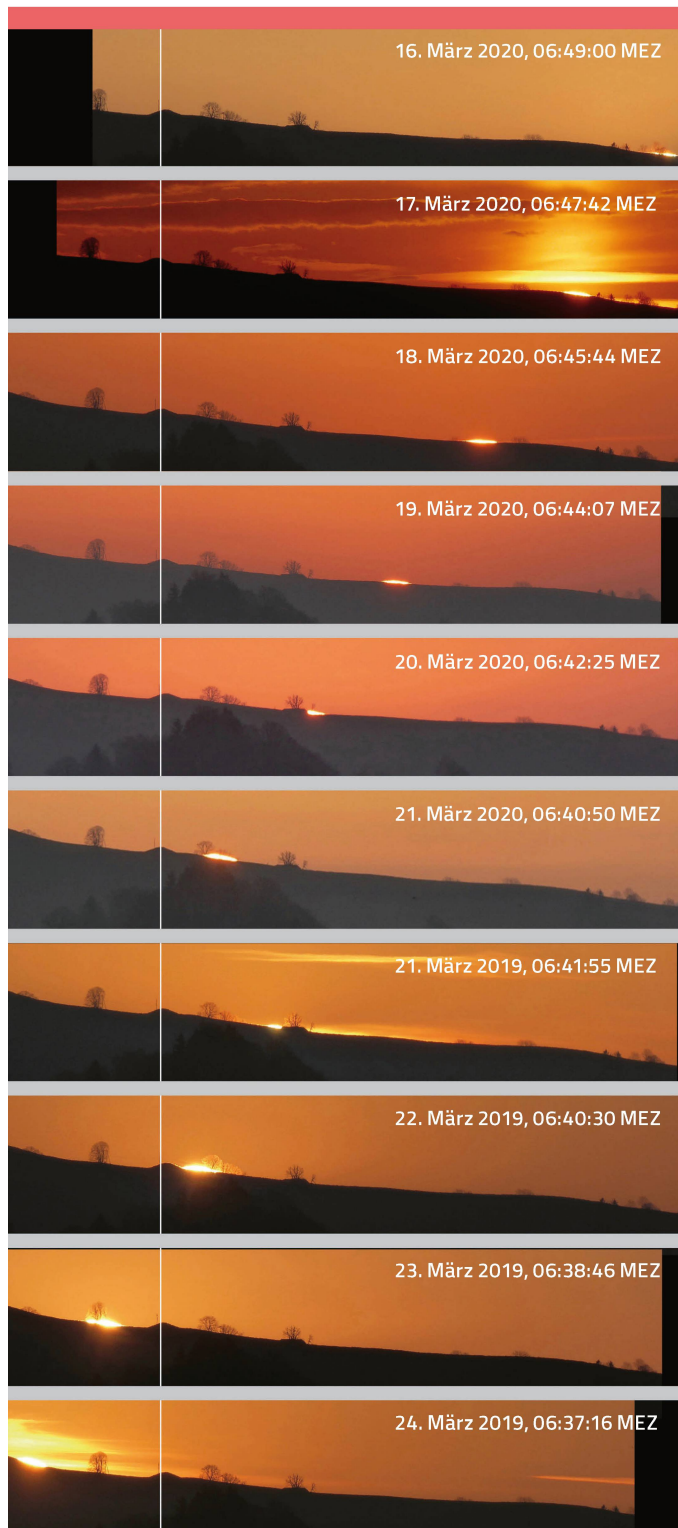 16. März 2020, 06:49:00 MEZ
17. März 2020, 06:47:42 MEZ
18. März 2020, 06:45:44 MEZ
19. März 2020, 06:44:07 MEZ
20. März 2020, 06:42:25 MEZ
21. März 2020, 06:40:50 MEZ
21. März 2019, 06:41:55 MEZ
22. März 2019, 06:40:30 MEZ
23. März 2019, 06:38:46 MEZ
24. März 2019, 06:37:16 MEZ